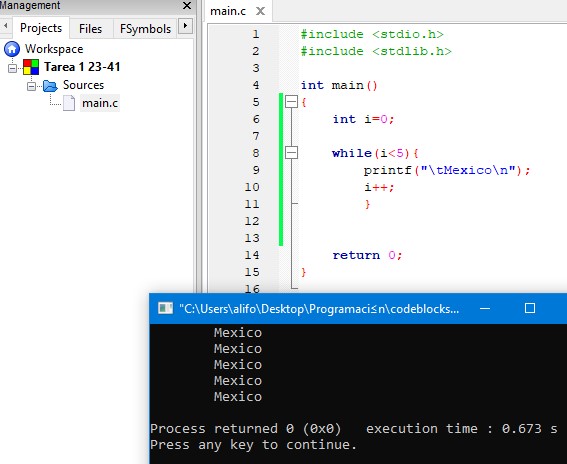 Management
Projects Files FSymbols
Workspace
Tarea 1 23-41
Sources
main.c
main.c
1 #include <stdio.h>
2 #include <stdlib.h>
3
4 int main()
5 {
6 int i=0;
7
8 while(i<5){
9 printf("\tMexico\n");
10 i++;
11 }
12
13
14 return 0;
15 }
16
"C:\Users\alifo\Desktop\Programaci≤n\codeblocks...
Mexico
Mexico
Mexico
Mexico
Mexico
Process returned 0 (0x0) execution time : 0.673 s
Press any key to continue.